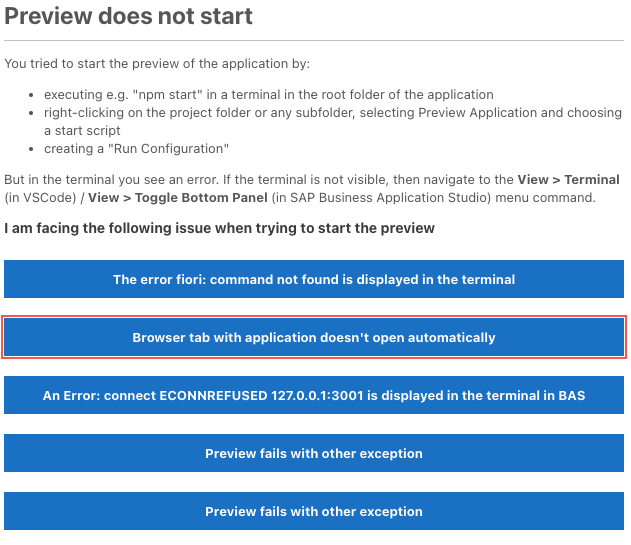 Preview does not start
You tried to start the preview of the application by:
executing e.g. "npm start" in a terminal in the root folder of the application
right-clicking on the project folder or any subfolder, selecting Preview Application and choosing
a start script
creating a "Run Configuration"
But in the terminal you see an error. If the terminal is not visible, then navigate to the View > Terminal
(in VSCode) / View > Toggle Bottom Panel (in SAP Business Application Studio) menu command.
I am facing the following issue when trying to start the preview
The error fiori: command not found is displayed in the terminal
Browser tab with application doesn't open automatically
An Error: connect ECONNREFUSED 127.0.0.1:3001 is displayed in the terminal in BAS
Preview fails with other exception
Preview fails with other exception